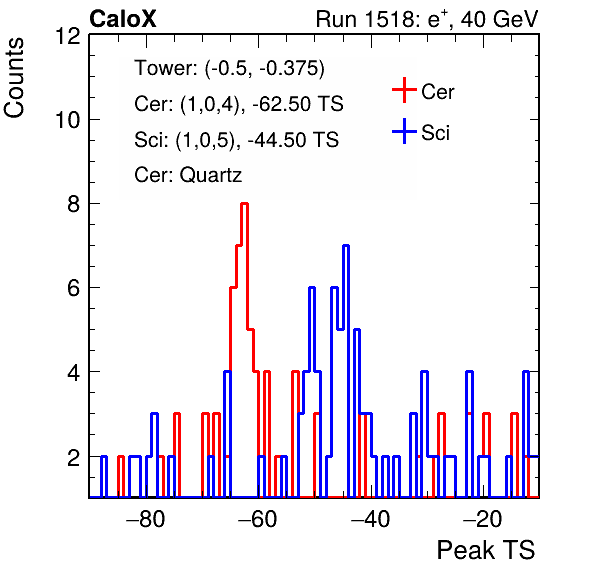 CaloX
Run 1518: e+, 40 GeV
Counts
12
10
8
6
4
2
Tower: (-0.5, -0.375)
Cer: (1,0,4), -62.50 TS
Sci: (1,0,5), -44.50 TS
Cer: Quartz
Cer
Sci
−80
−60
−40
−20
Peak TS